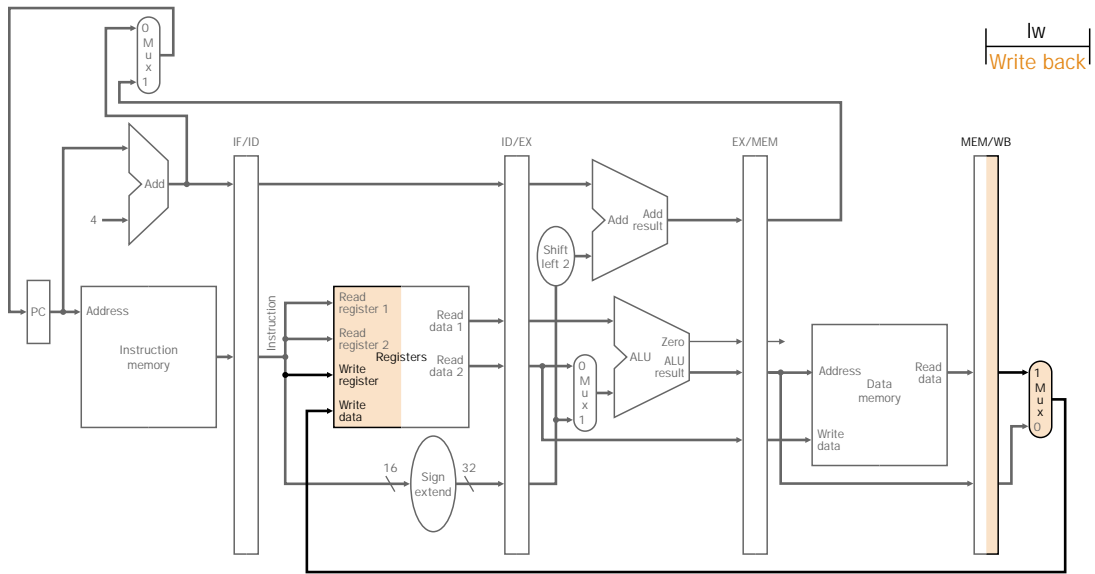 lw
Write back
0
M
u
x
1
IF/ID
ID/EX
EX/MEM
MEM/WB
Add
4
Add
Add
result
Shift
left 2
PC
Address
Instruction
memory
Instruction
Read
register 1
Read
register 2
Registers
Write
register
Write
data
Read
data 1
Read
data 2
0
M
u
x
1
Zero
ALU
ALU
result
Address
Data
memory
Read
data
Write
data
1
M
u
x
0
16
Sign
extend
32